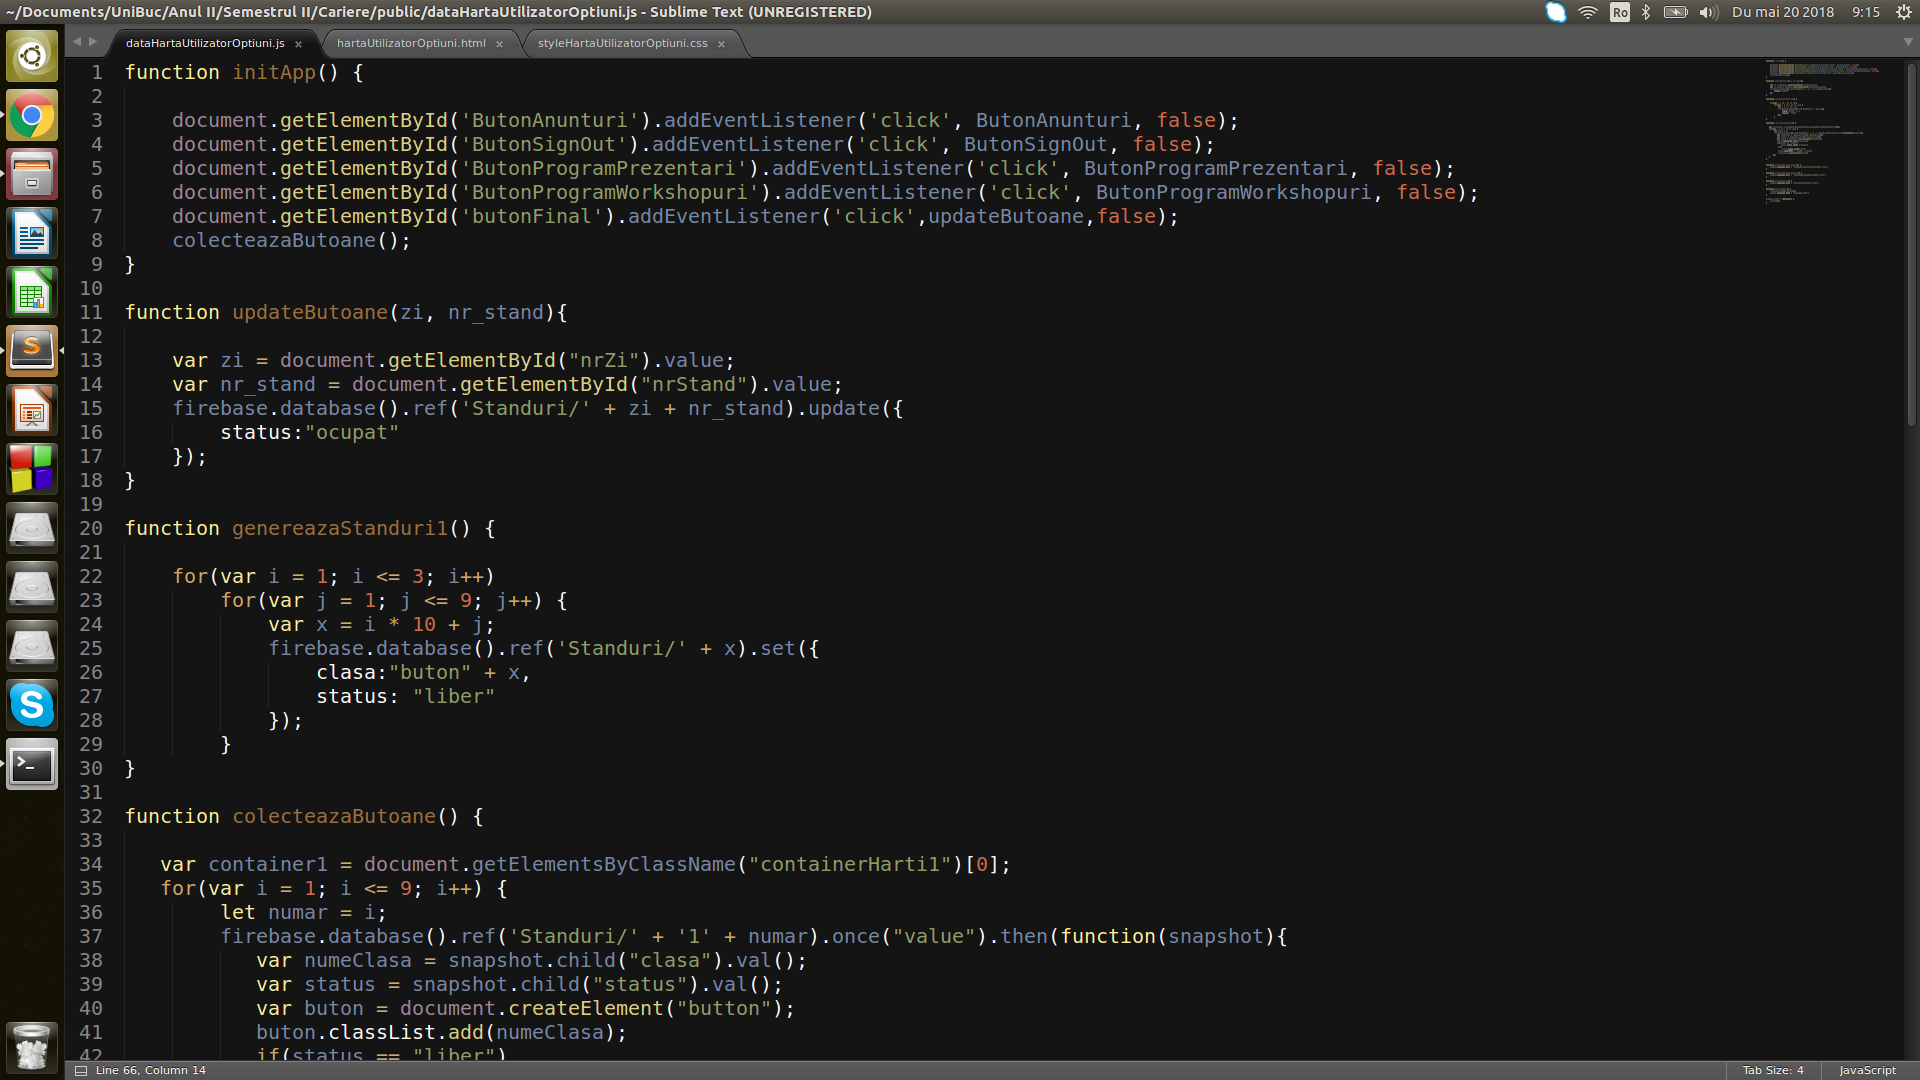 ~/Documents/UniBuc/Anul II/Semestrul II/Cariere/public/dataHartaUtilizatorOptiuni.js - Sublime Text (UNREGISTERED)
Ro
Du mai 20 2018
9:15
dataHartaUtilizatorOptiuni.js ×
hartaUtilizatorOptiuni.html ×
styleHartaUtilizatorOptiuni.css ×
1 function initApp() {
2
3     document.getElementById('ButonAnunturi').addEventListener('click', ButonAnunturi, false);
4     document.getElementById('ButonSignOut').addEventListener('click', ButonSignOut, false);
5     document.getElementById('ButonProgramPrezentari').addEventListener('click', ButonProgramPrezentari, false);
6     document.getElementById('ButonProgramWorkshopuri').addEventListener('click', ButonProgramWorkshopuri, false);
7     document.getElementById('butonFinal').addEventListener('click',updateButoane,false);
8     colecteazaButoane();
9 }
10
11 function updateButoane(zi, nr_stand){
12
13     var zi = document.getElementById("nrZi").value;
14     var nr_stand = document.getElementById("nrStand").value;
15     firebase.database().ref('Standuri/' + zi + nr_stand).update({
16         status:"ocupat"
17     });
18 }
19
20 function genereazaStanduri1() {
21
22     for(var i = 1; i <= 3; i++)
23         for(var j = 1; j <= 9; j++) {
24             var x = i * 10 + j;
25             firebase.database().ref('Standuri/' + x).set({
26                 clasa:"buton" + x,
27                 status: "liber"
28             });
29         }
30 }
31
32 function colecteazaButoane() {
33
34    var container1 = document.getElementsByClassName("containerHarti1")[0];
35    for(var i = 1; i <= 9; i++) {
36         let numar = i;
37         firebase.database().ref('Standuri/' + '1' + numar).once("value").then(function(snapshot){
38            var numeClasa = snapshot.child("clasa").val();
39            var status = snapshot.child("status").val();
40            var buton = document.createElement("button");
41            buton.classList.add(numeClasa);
42            if(status == "liber")
Line 66, Column 14
Tab Size: 4
JavaScript